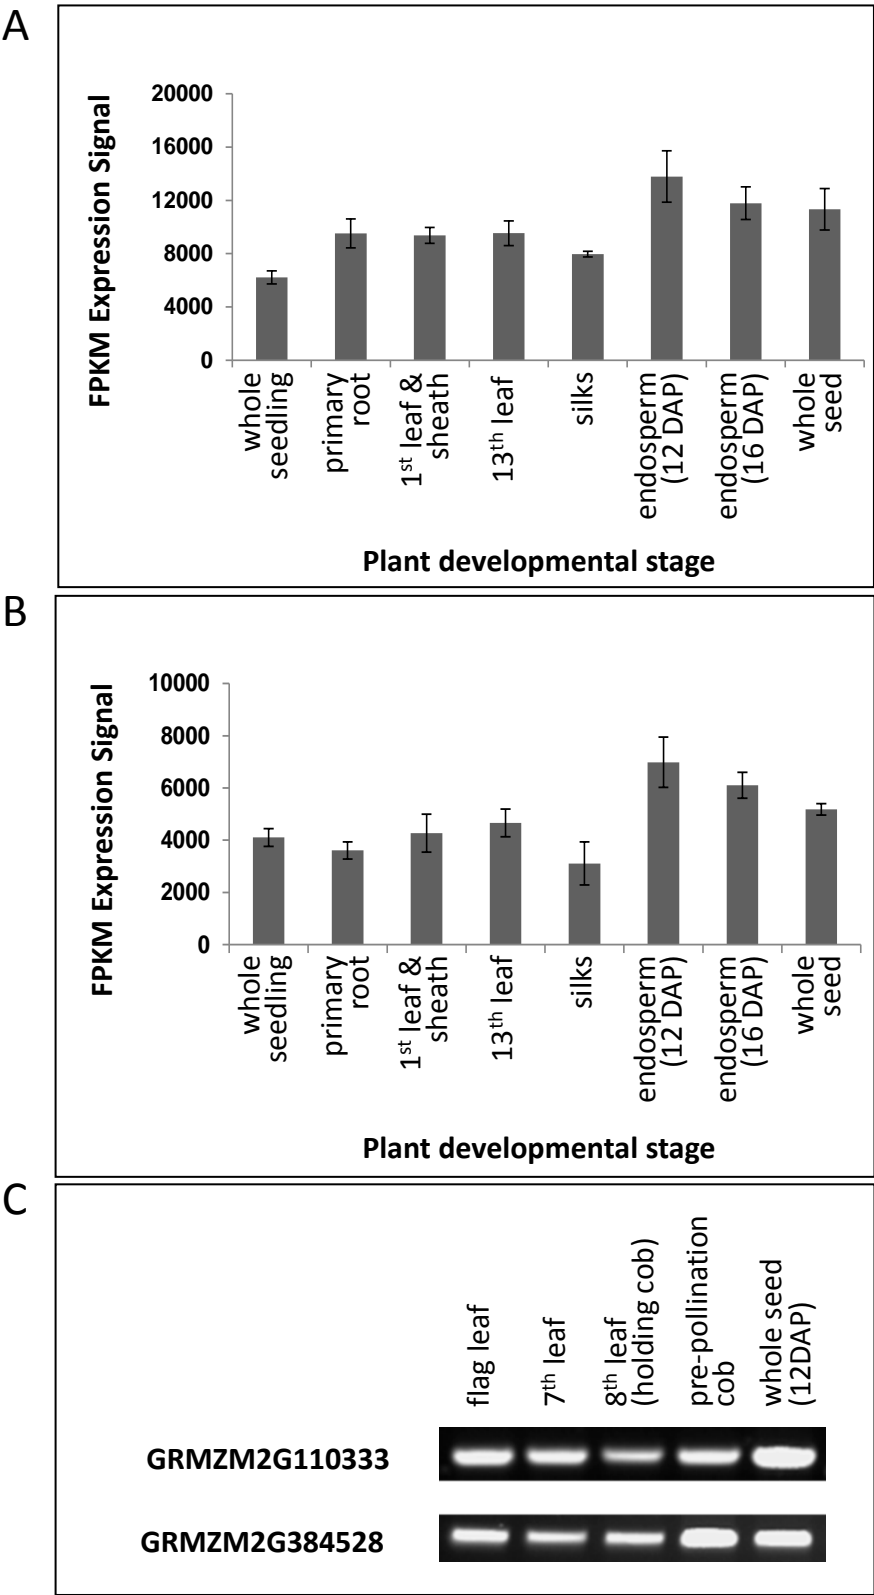 A
FPKM Expression Signal
20000
16000
12000
8000
4000
0
whole
seedling
primary
root
1st leaf &
sheath
13th leaf
silks
endosperm
(12 DAP)
endosperm
(16 DAP)
whole
seed
Plant developmental stage
B
FPKM Expression Signal
10000
8000
6000
4000
2000
0
whole
seedling
primary
root
1st leaf &
sheath
13th leaf
silks
endosperm
(12 DAP)
endosperm
(16 DAP)
whole
seed
Plant developmental stage
C
flag leaf
7th leaf
8th leaf
(holding cob)
pre-pollination
cob
whole seed
(12DAP)
GRMZM2G110333
GRMZM2G384528